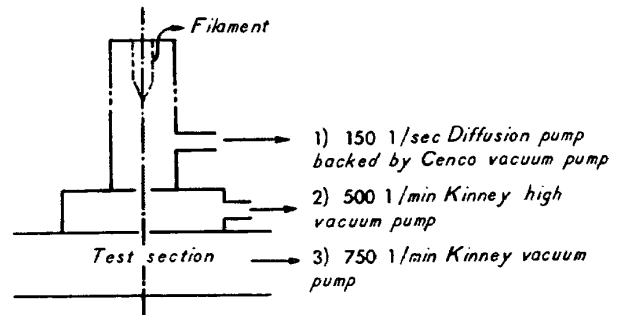 Filament
1) 150 1/sec Diffusion pump
backed by Cenco vacuum pump
2) 500 1/min Kinney high
vacuum pump
Test section
3) 750 1/min Kinney vacuum
pump